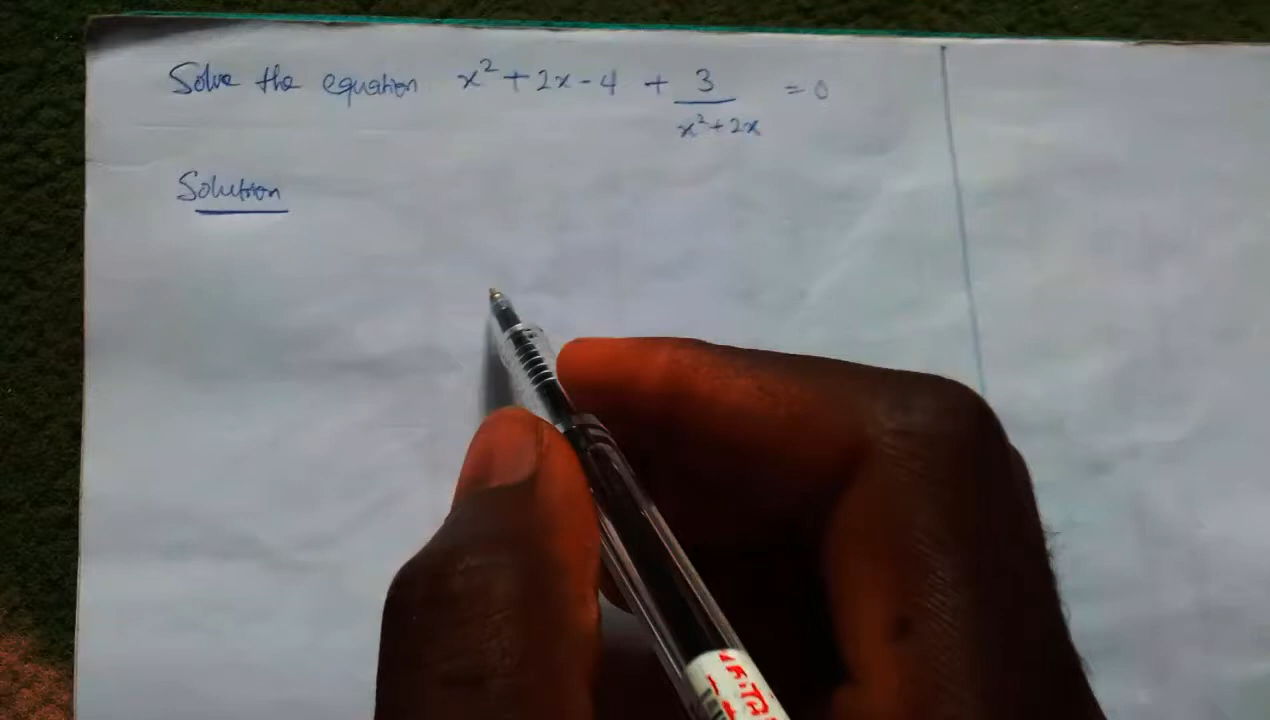 Solve the equation x² + 2x - 4 + 3/(x² + 2x) = 0
Solution